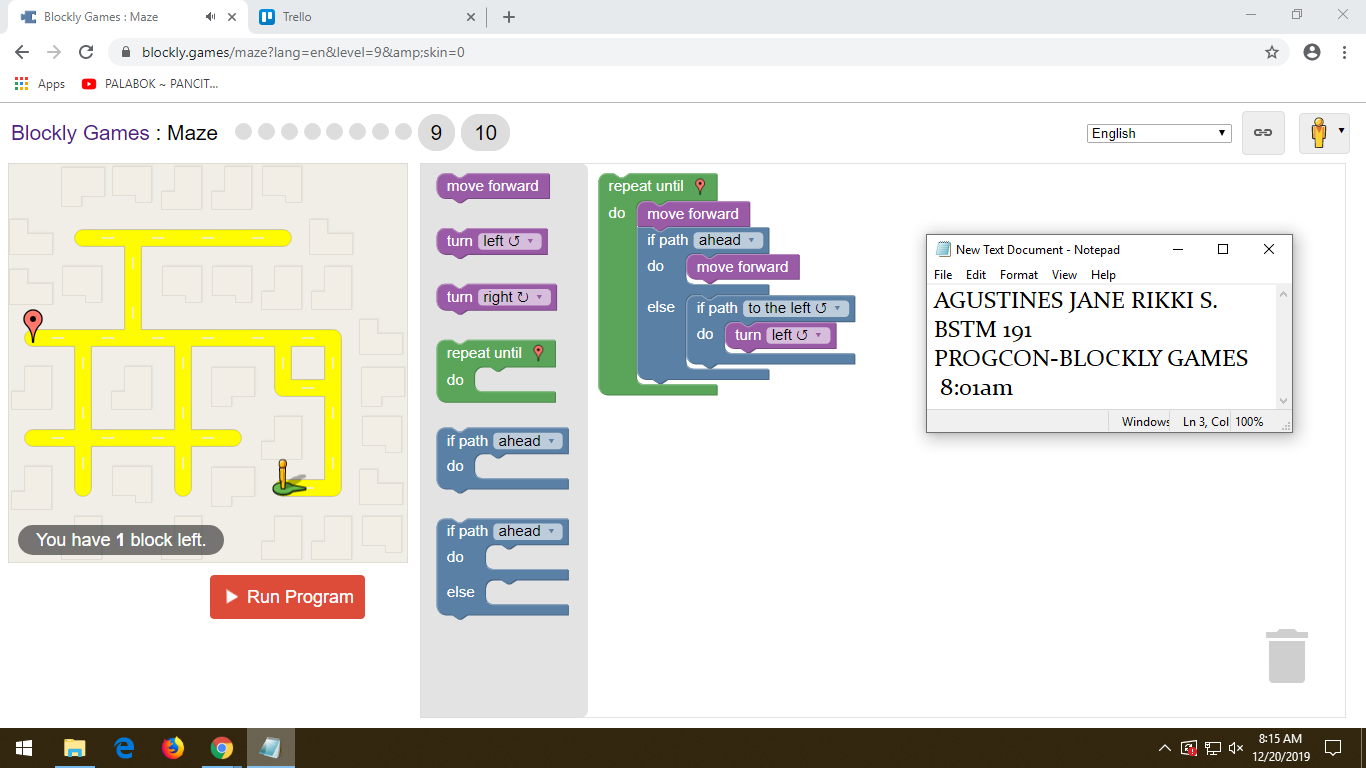 Blockly Games : Maze
Trello
blockly.games/maze?lang=en&level=9&amp;skin=0
Apps
PALABOK ~ PANCIT...
Blockly Games : Maze
9
10
English
You have 1 block left.
Run Program
move forward
turn left ↺
turn right ↻
repeat until
do
if path ahead
do
if path ahead
do
else
repeat until
do
move forward
if path ahead
do
move forward
else
if path to the left ↺
do
turn left ↺
New Text Document - Notepad
File Edit Format View Help
AGUSTINES JANE RIKKI S.
BSTM 191
PROGCON-BLOCKLY GAMES
8:01am
Windows Ln 3, Col 100%
8:15 AM
12/20/2019